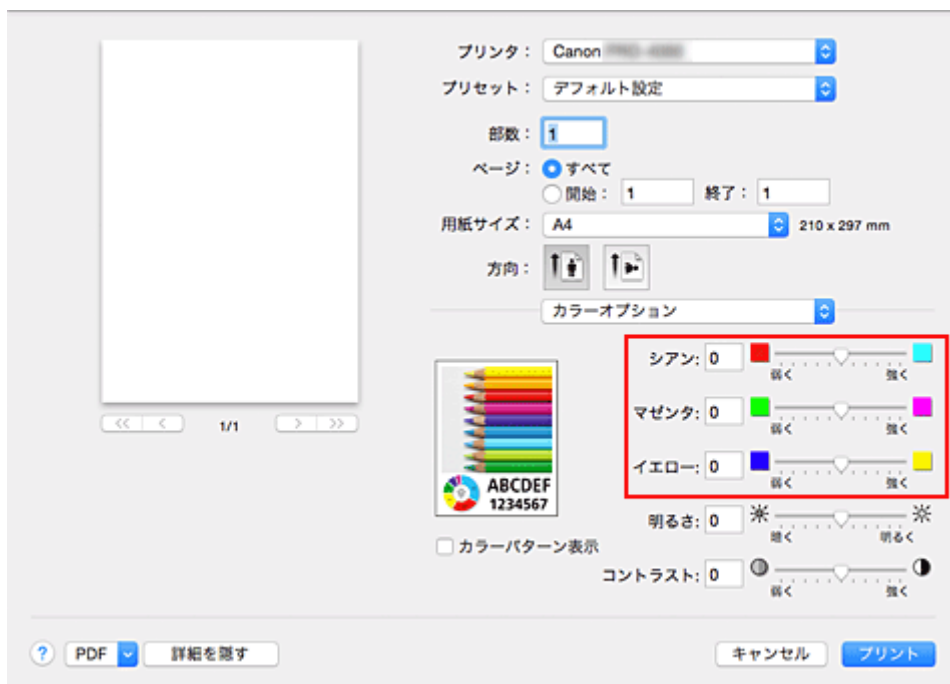 プリンタ： Canon
プリセット： デフォルト設定
部数： 1
ページ： すべて
開始： 1 終了： 1
用紙サイズ： A4 210 x 297 mm
方向：
カラーオプション
シアン: 0
弱く 強く
マゼンタ: 0
弱く 強く
イエロー: 0
弱く 強く
明るさ: 0
暗く 明るく
コントラスト: 0
弱く 強く
<< < 1/1 > >>
ABCDEF
1234567
カラーパターン表示
? PDF 詳細を隠す キャンセル プリント